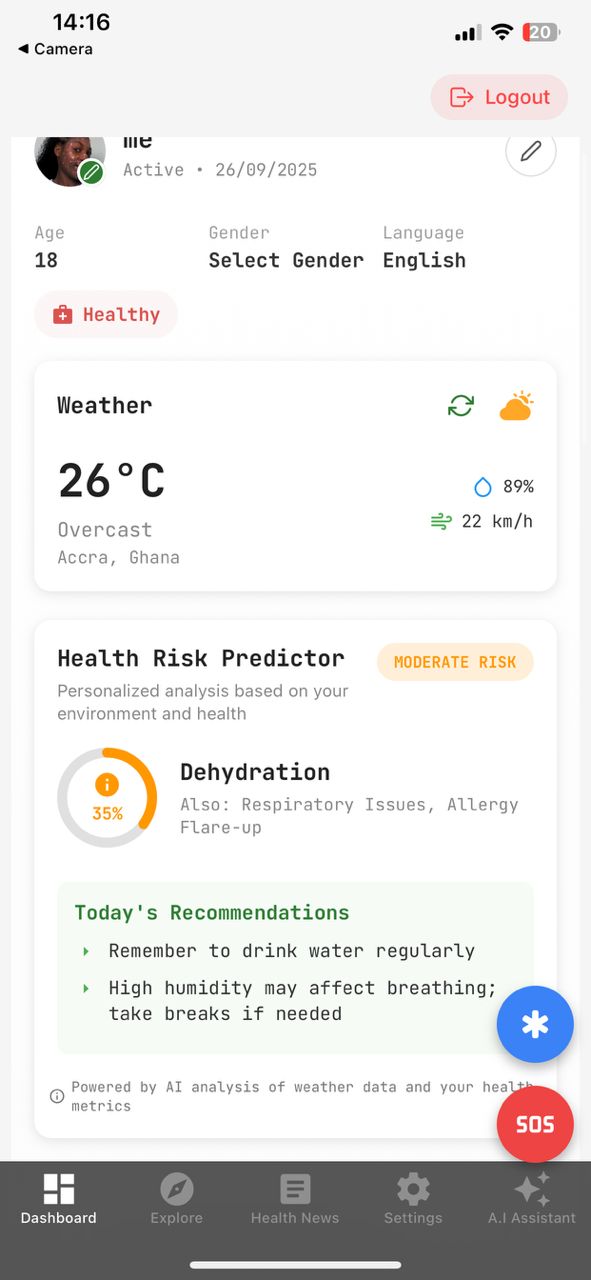 14:16
20
◀ Camera
Logout
me
Active • 26/09/2025
Age
Gender
Language
18
Select Gender
English
Healthy
Weather
26°C
89%
22 km/h
Overcast
Accra, Ghana
Health Risk Predictor
MODERATE RISK
Personalized analysis based on your
environment and health
35%
Dehydration
Also: Respiratory Issues, Allergy
Flare-up
Today's Recommendations
Remember to drink water regularly
High humidity may affect breathing;
take breaks if needed
Powered by AI analysis of weather data and your health
metrics
SOS
Dashboard
Explore
Health News
Settings
A.I Assistant